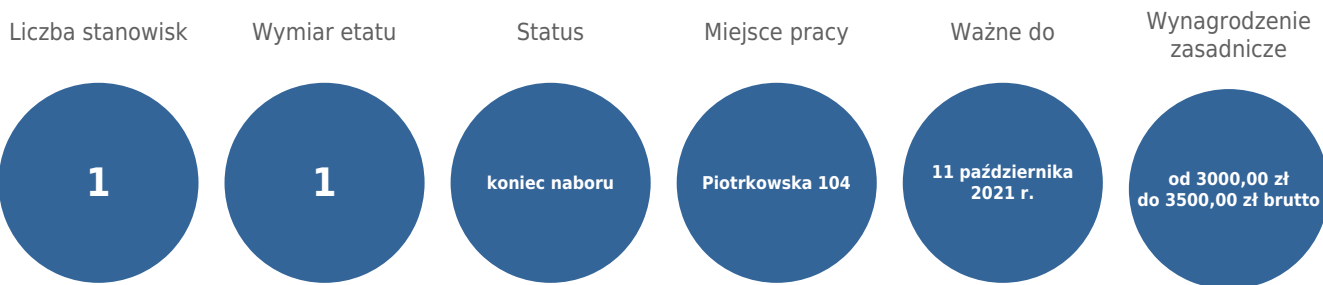 Liczba stanowisk
1
Wymiar etatu
1
Status
koniec naboru
Miejsce pracy
Piotrkowska 104
Ważne do
11 października
2021 r.
Wynagrodzenie
zasadnicze
od 3000,00 zł
do 3500,00 zł brutto